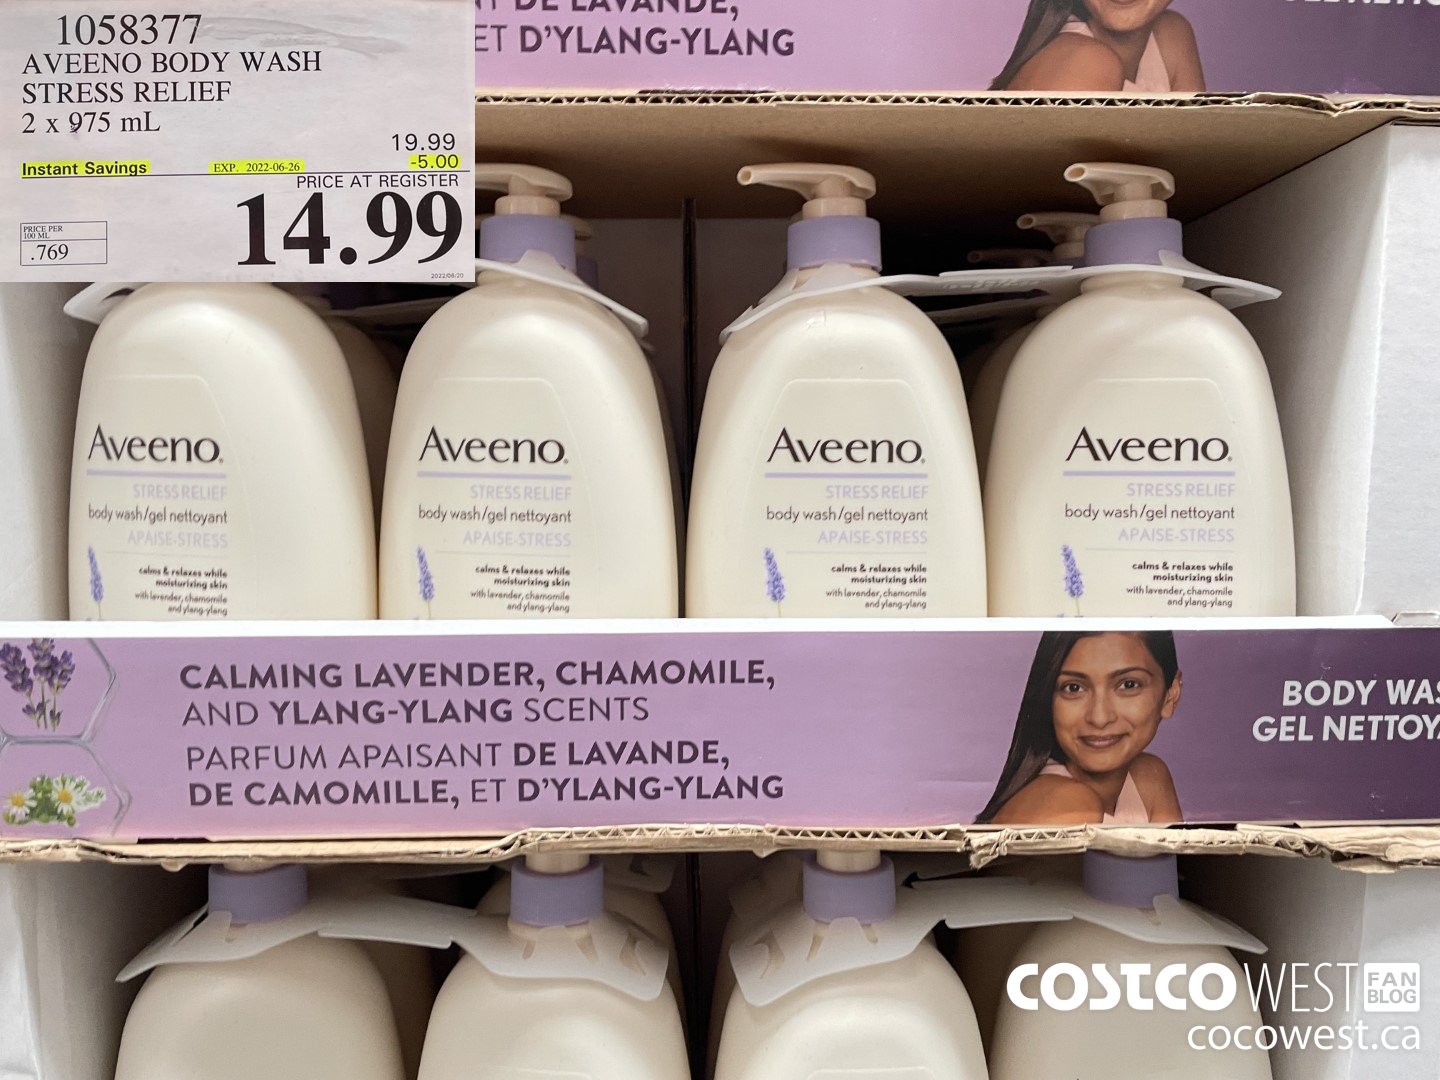 1058377
AVEENO BODY WASH
STRESS RELIEF
2 x 975 mL
19.99
Instant Savings EXP. 2022-06-26 -5.00
PRICE AT REGISTER
14.99
PRICE PER
100 ML
.769
2022/06/20
DE LAVANDE,
ET D'YLANG-YLANG
Aveeno.
STRESS RELIEF
body wash/gel nettoyant
APAISE-STRESS
calms & relaxes while
moisturizing skin
with lavender, chamomile
and ylang-ylang
Aveeno.
STRESS RELIEF
body wash/gel nettoyant
APAISE-STRESS
calms & relaxes while
moisturizing skin
with lavender, chamomile
and ylang-ylang
Aveeno.
STRESS RELIEF
body wash/gel nettoyant
APAISE-STRESS
calms & relaxes while
moisturizing skin
with lavender, chamomile
and ylang-ylang
Aveeno.
STRESS RELIEF
body wash/gel nettoyant
APAISE-STRESS
calms & relaxes while
moisturizing skin
with lavender, chamomile
and ylang-ylang
CALMING LAVENDER, CHAMOMILE,
AND YLANG-YLANG SCENTS
PARFUM APAISANT DE LAVANDE,
DE CAMOMILLE, ET D'YLANG-YLANG
BODY WAS
GEL NETTOY
COSTCO WEST FAN BLOG
cocowest.ca